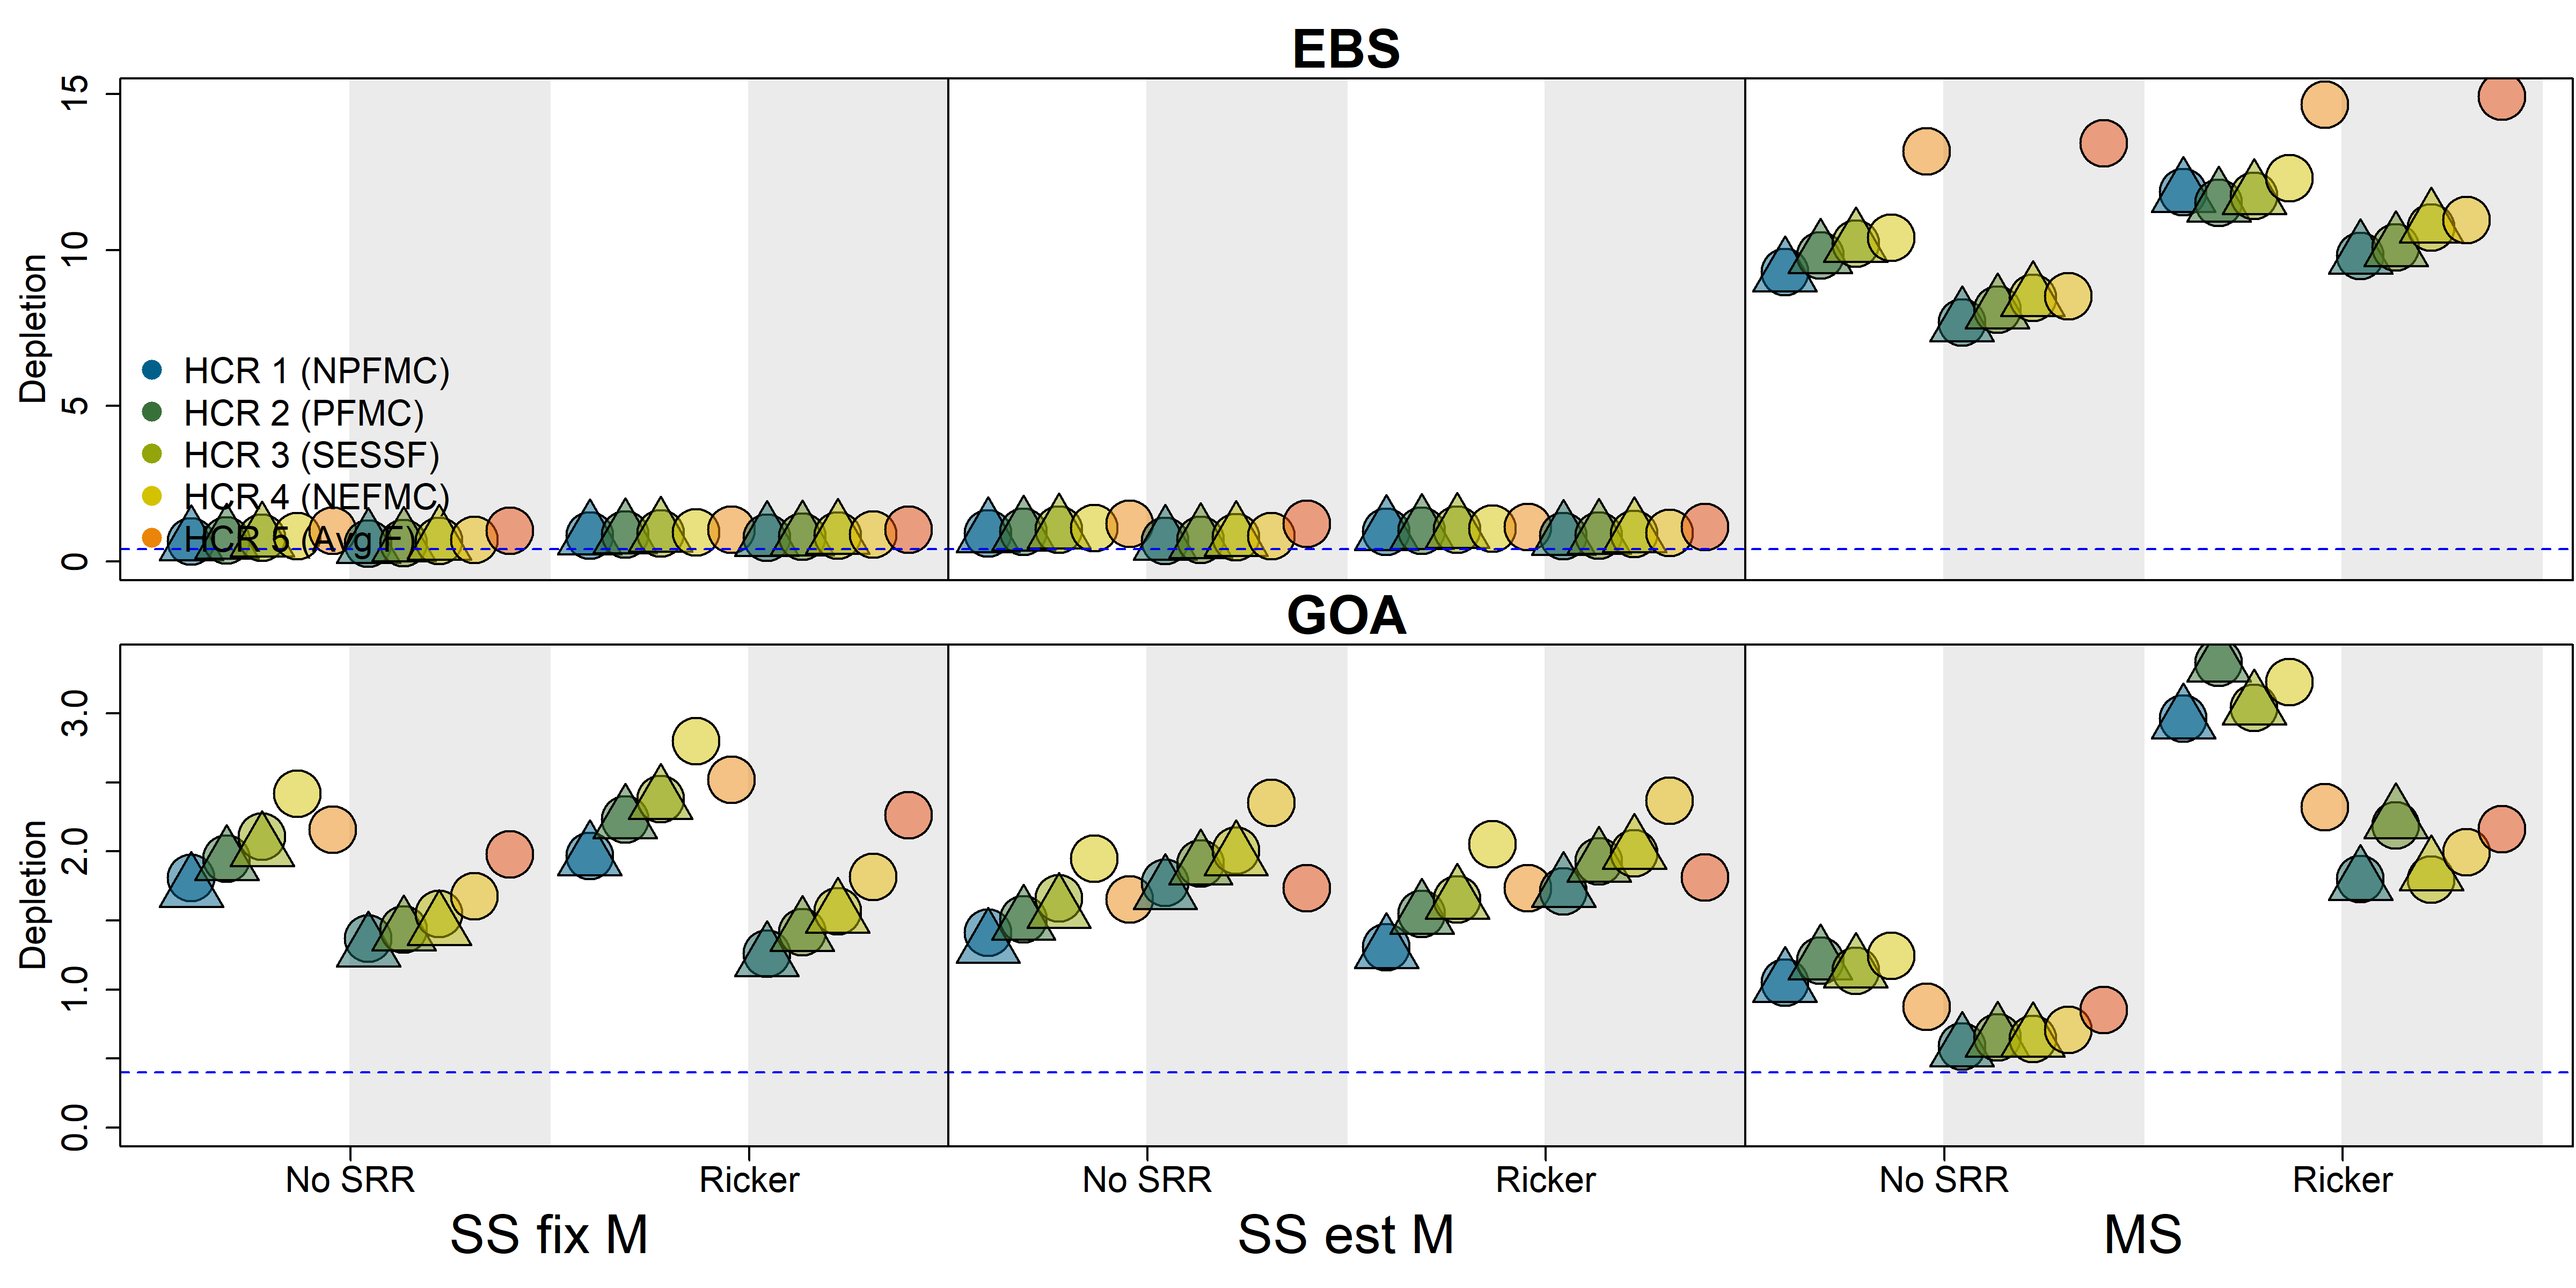 EBS
Depletion
15
10
5
0
HCR 1 (NPFMC)
HCR 2 (PFMC)
HCR 3 (SESSF)
HCR 4 (NEFMC)
HCR 5 (Avg F)
GOA
Depletion
3.0
2.0
1.0
0.0
No SRR Ricker No SRR Ricker No SRR Ricker
SS fix M SS est M MS